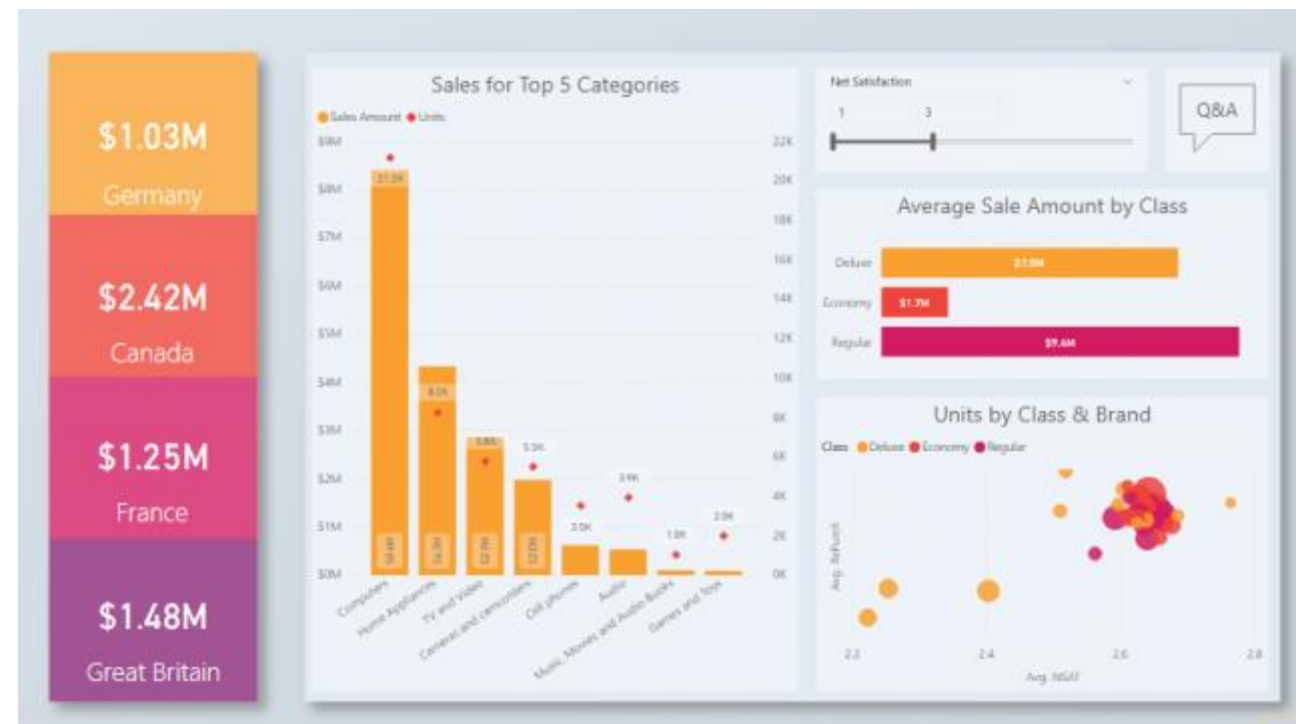 $1.03M
Germany
$2.42M
Canada
$1.25M
France
$1.48M
Great Britain
Sales for Top 5 Categories
Sales Amount Units
$9M
$8M
$7M
$6M
$5M
$4M
$3M
$2M
$1M
$0M
22K
20K
18K
16K
14K
12K
10K
8K
6K
4K
2K
0K
5.5K
3.0K
Computers
Home Appliances
TV and Video
Cameras and camcorders
Cell phones
Audio
Music, Movies and Audio Books
Games and Toys
Net Satisfaction
1 3
Q&A
Average Sale Amount by Class
Deluxe
Economy $1.7M
Regular $9.4M
Units by Class & Brand
Class Deluxe Economy Regular
2.2 2.4 2.6 2.8
Avg. NSAT